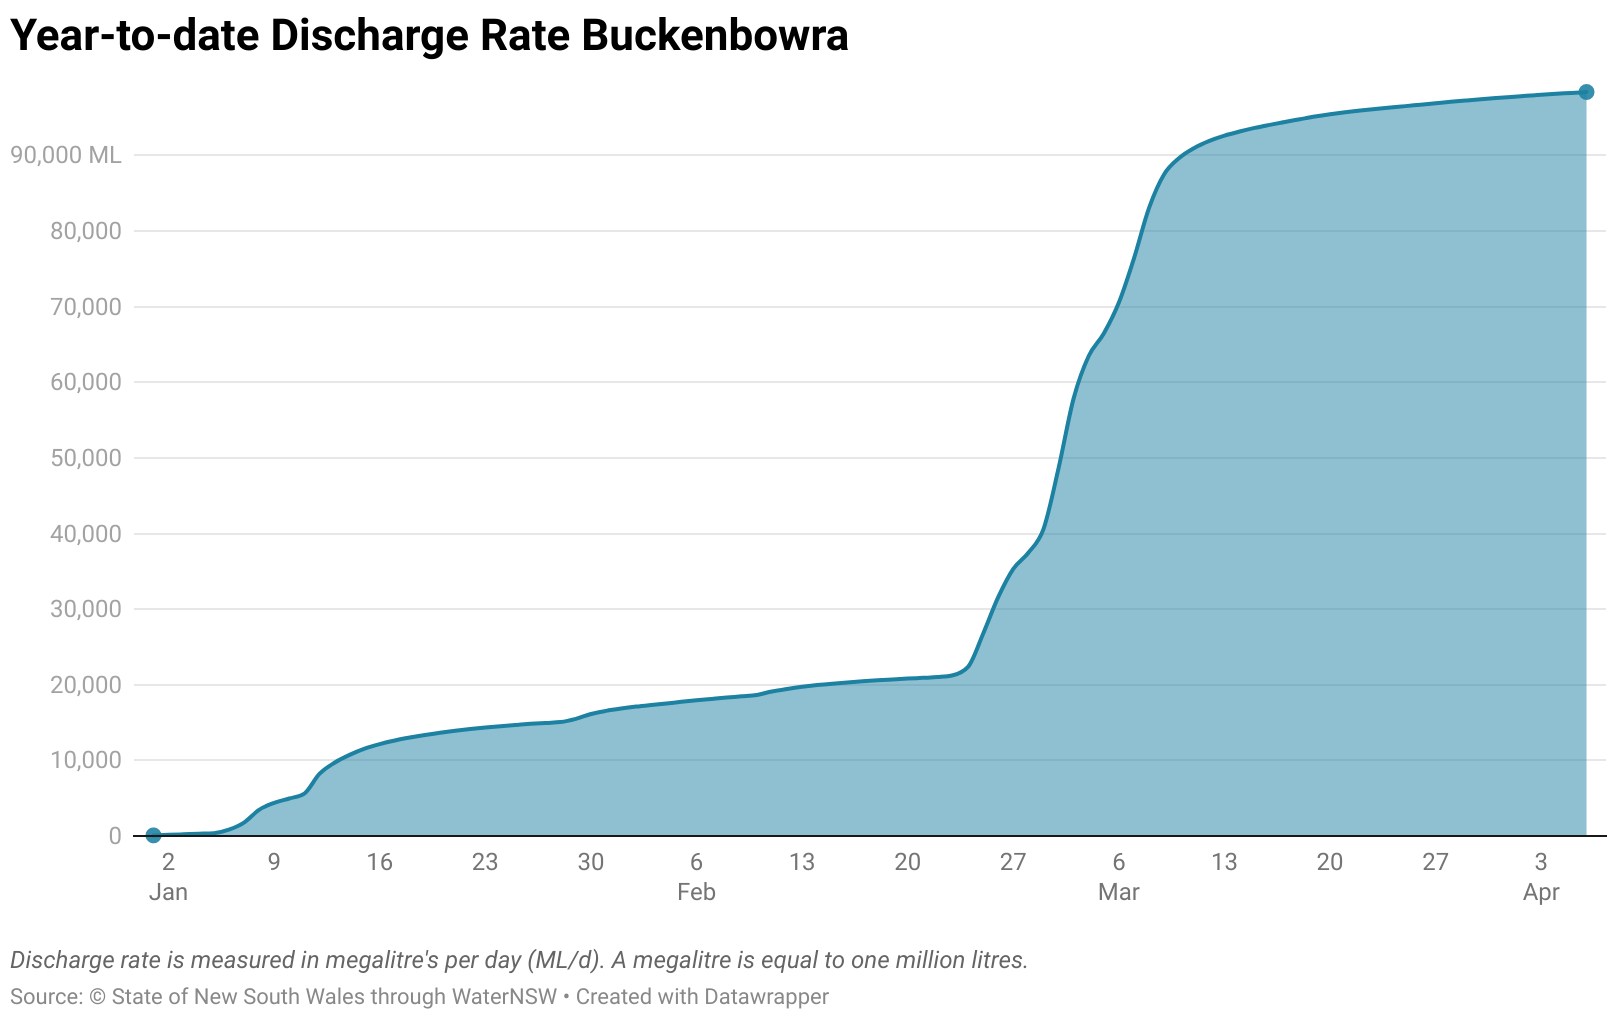 Year-to-date Discharge Rate Buckenbowra
90,000 ML
80,000
70,000
60,000
50,000
40,000
30,000
20,000
10,000
0
2 9 16 23 30 6 13 20 27 6 13 20 27 3
Jan Feb Mar Apr
Discharge rate is measured in megalitre's per day (ML/d). A megalitre is equal to one million litres.
Source: © State of New South Wales through WaterNSW • Created with Datawrapper